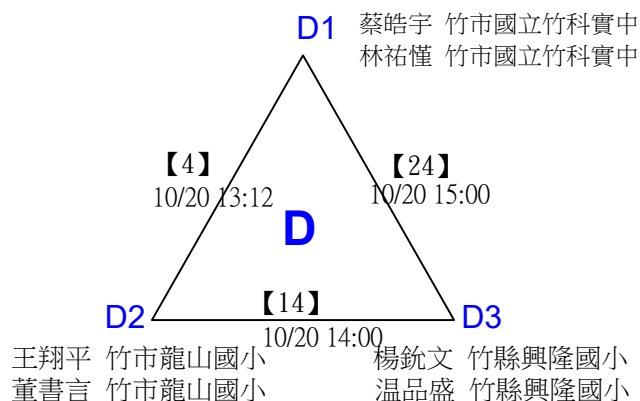 D1 蔡皓宇 竹市國立竹科實中
林祐慬 竹市國立竹科實中
【4】 【24】
10/20 13:12 10/20 15:00
D
D2 【14】 D3
10/20 14:00
王翔平 竹市龍山國小 楊銃文 竹縣興隆國小
董書言 竹市龍山國小 温品盛 竹縣興隆國小